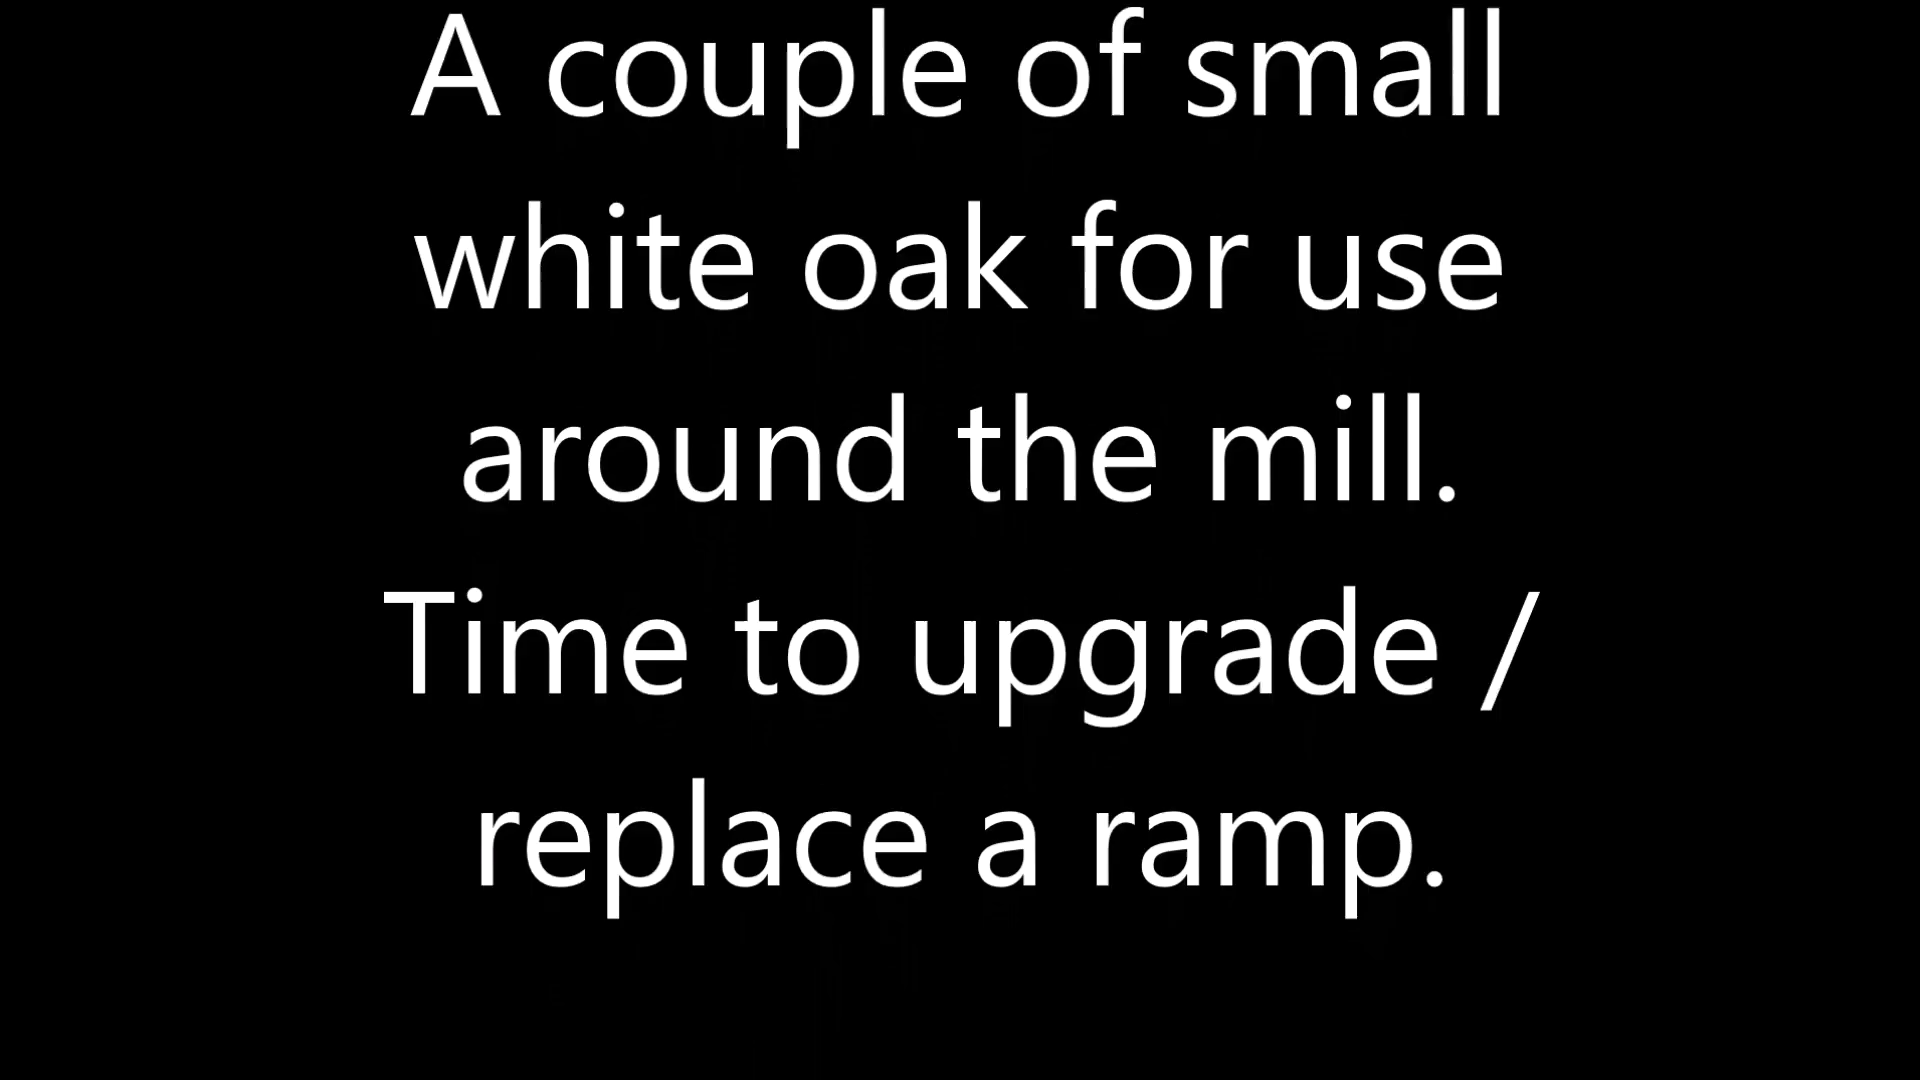 A couple of small
white oak for use
around the mill.
Time to upgrade /
replace a ramp.